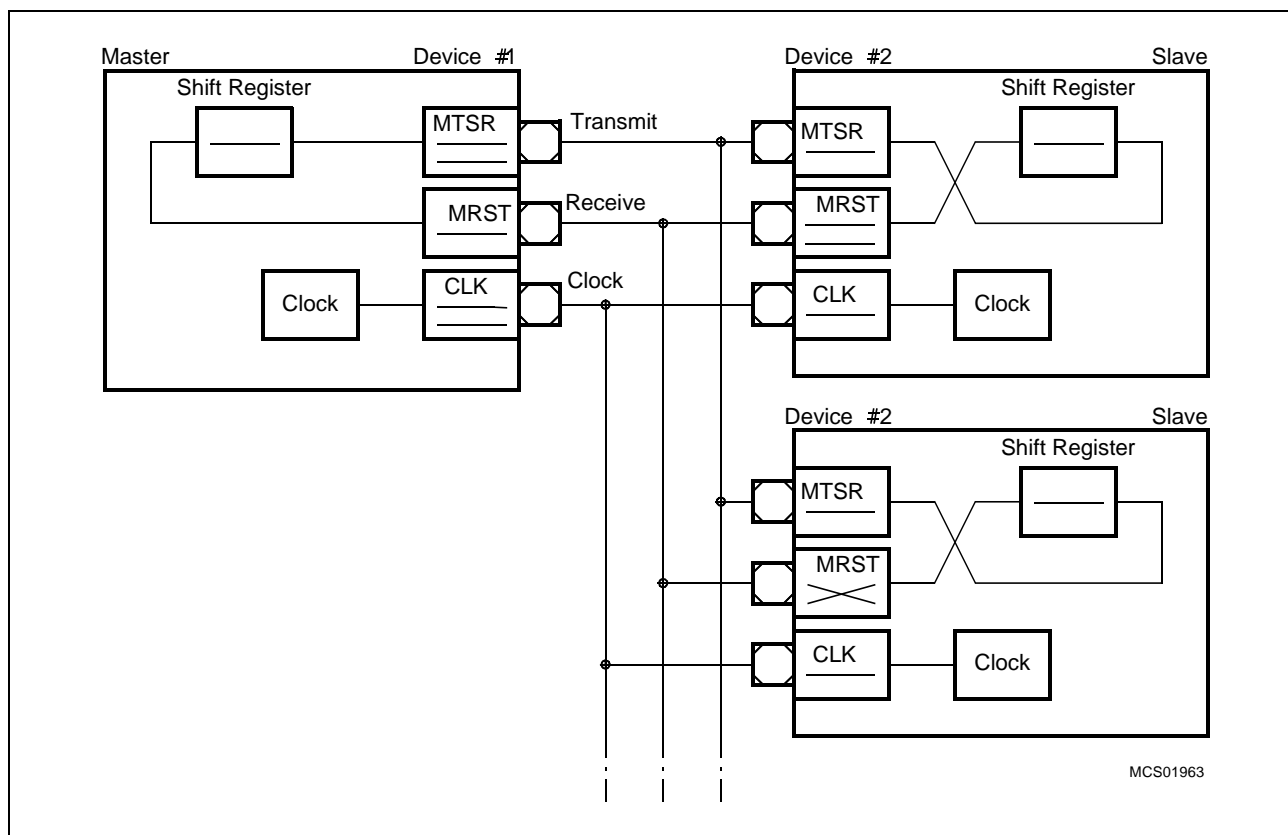 Master Device #1
Shift Register
MTSR
Transmit
MRST
Receive
Clock
CLK
Clock
Device #2 Slave
Shift Register
MTSR
MRST
CLK
Clock
Device #2 Slave
Shift Register
MTSR
MRST
CLK
Clock
MCS01963